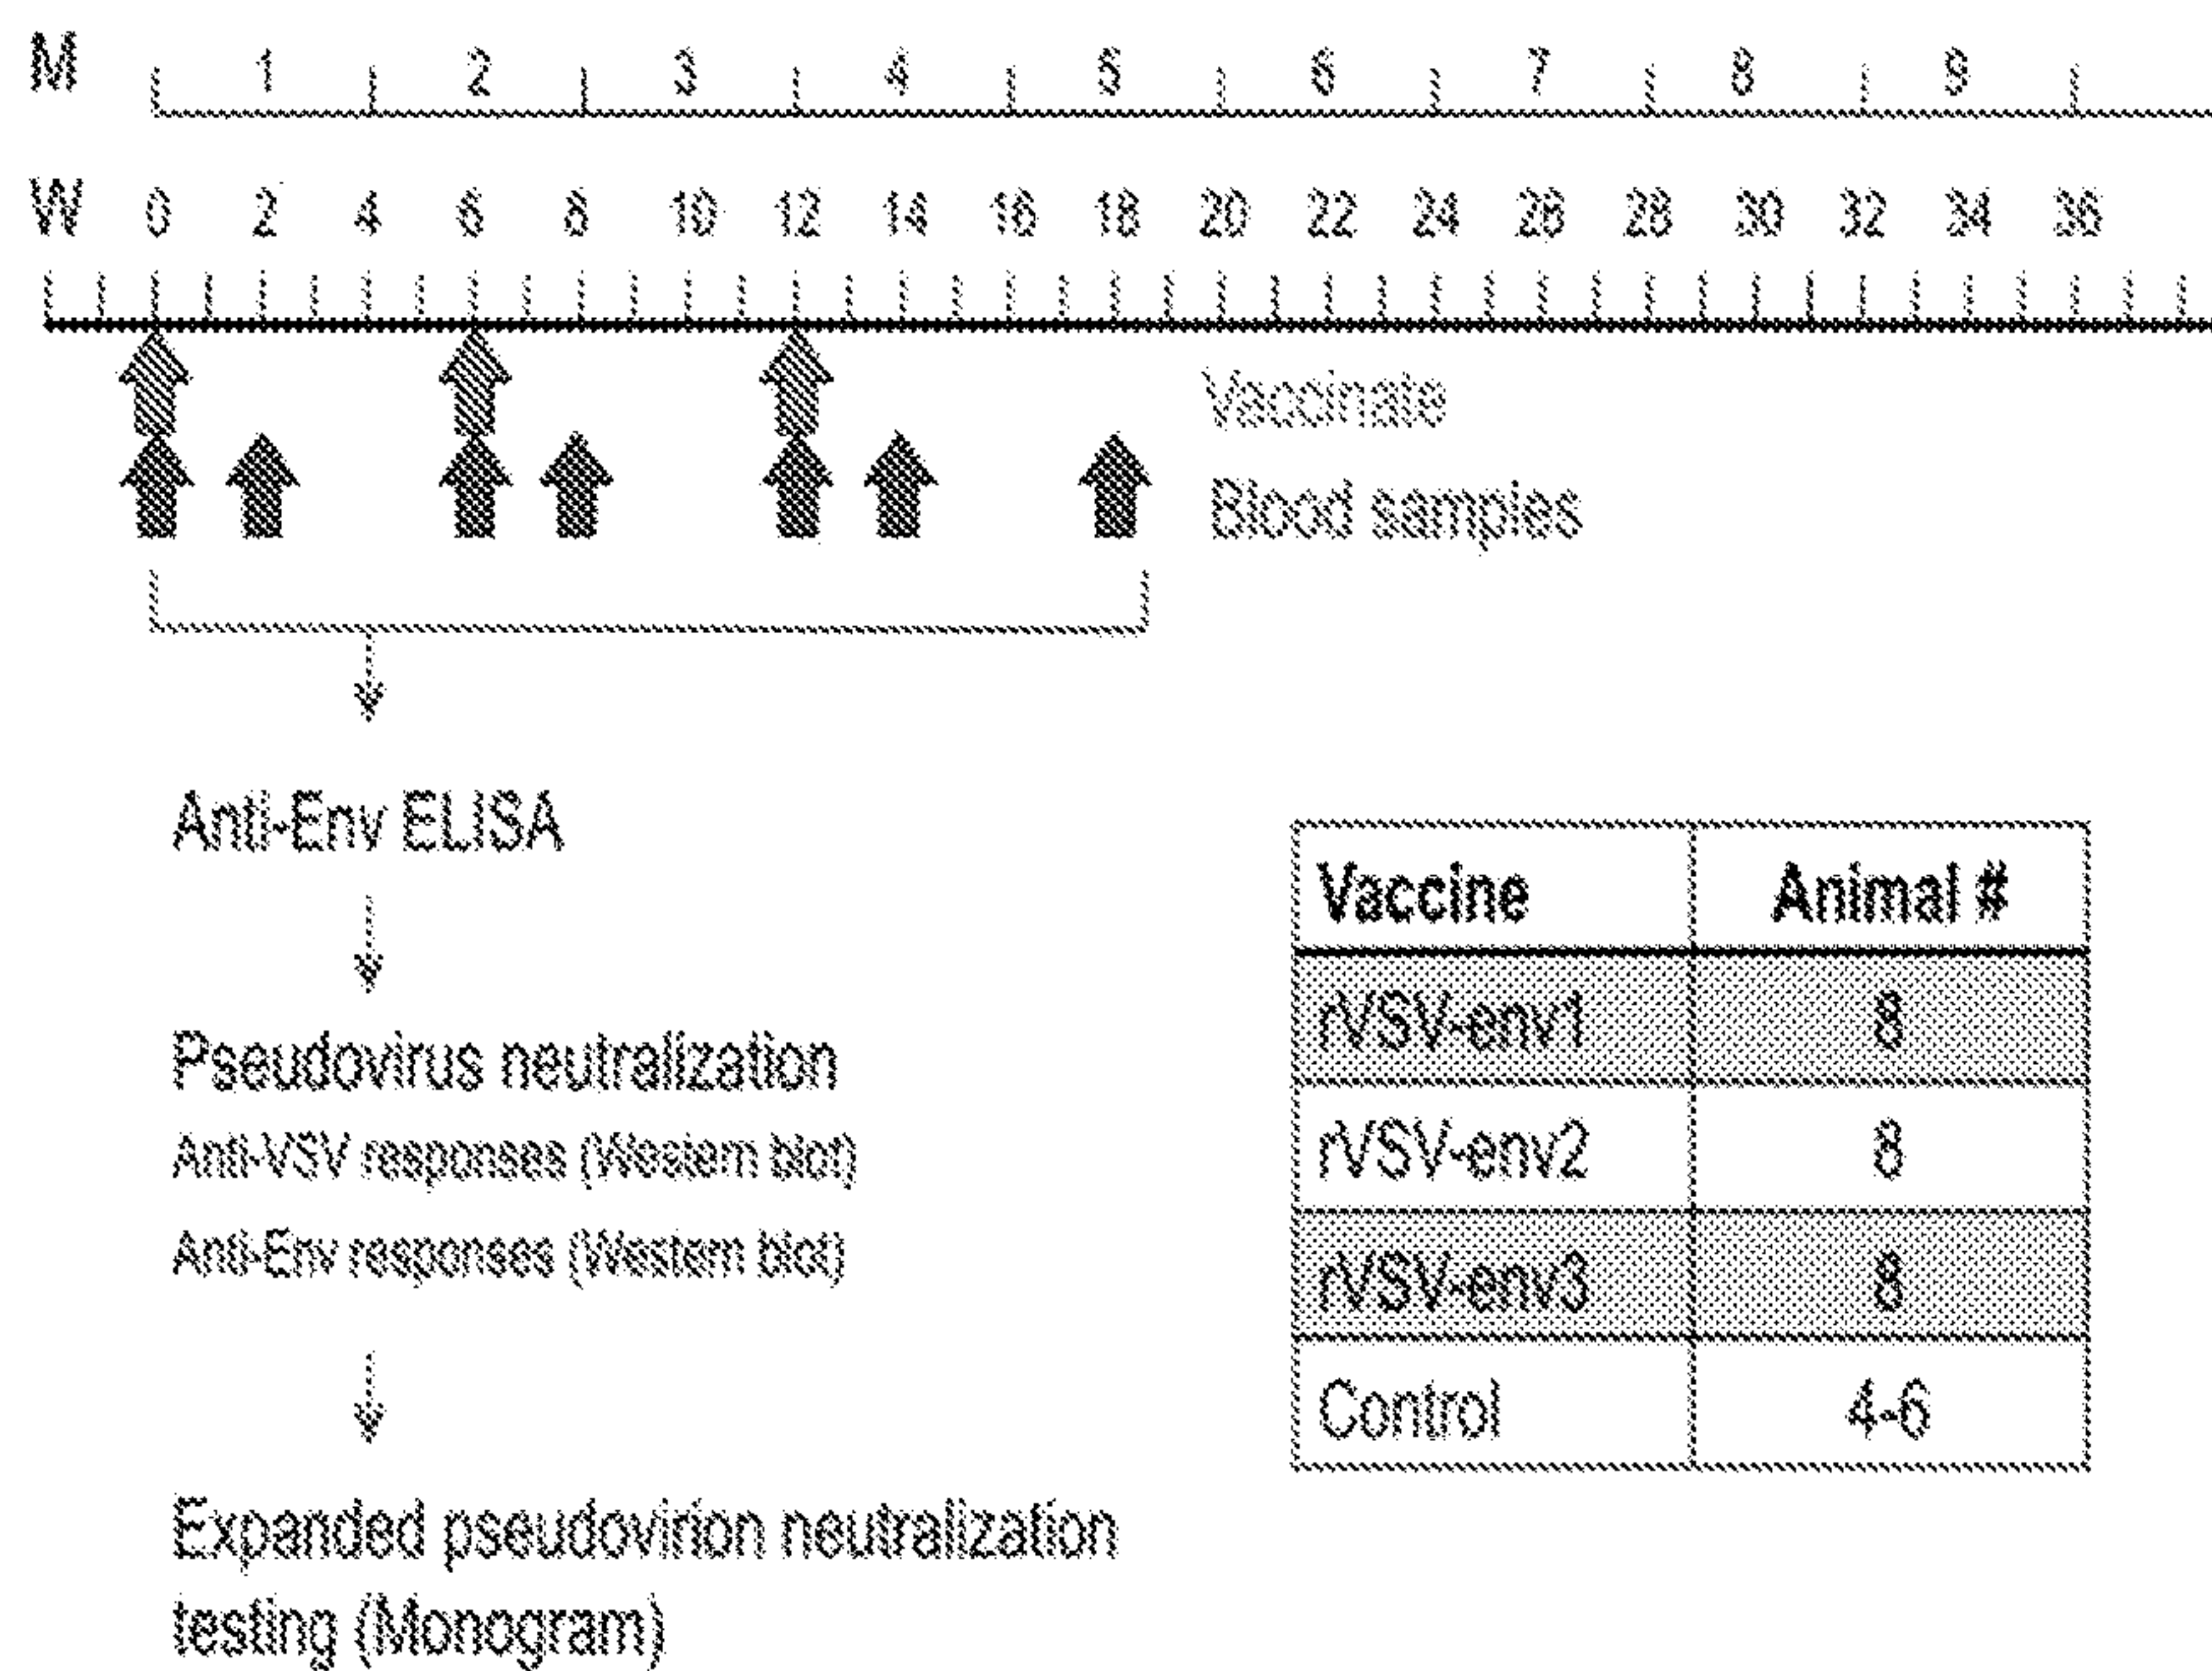 M 1 2 3 4 5 6 7 8 9
W 0 2 4 6 8 10 12 14 16 18 20 22 24 26 28 30 32 34 36
Vaccinate
Blood samples
Anti-Env ELISA
Pseudovirus neutralization
Anti-VSV responses (Western blot)
Anti-Env responses (Western blot)
Expanded pseudovirion neutralization
testing (Monogram)
Vaccine Animal #
rVSV-env1 8
rVSV-env2 8
rVSV-env3 8
Control 4-6